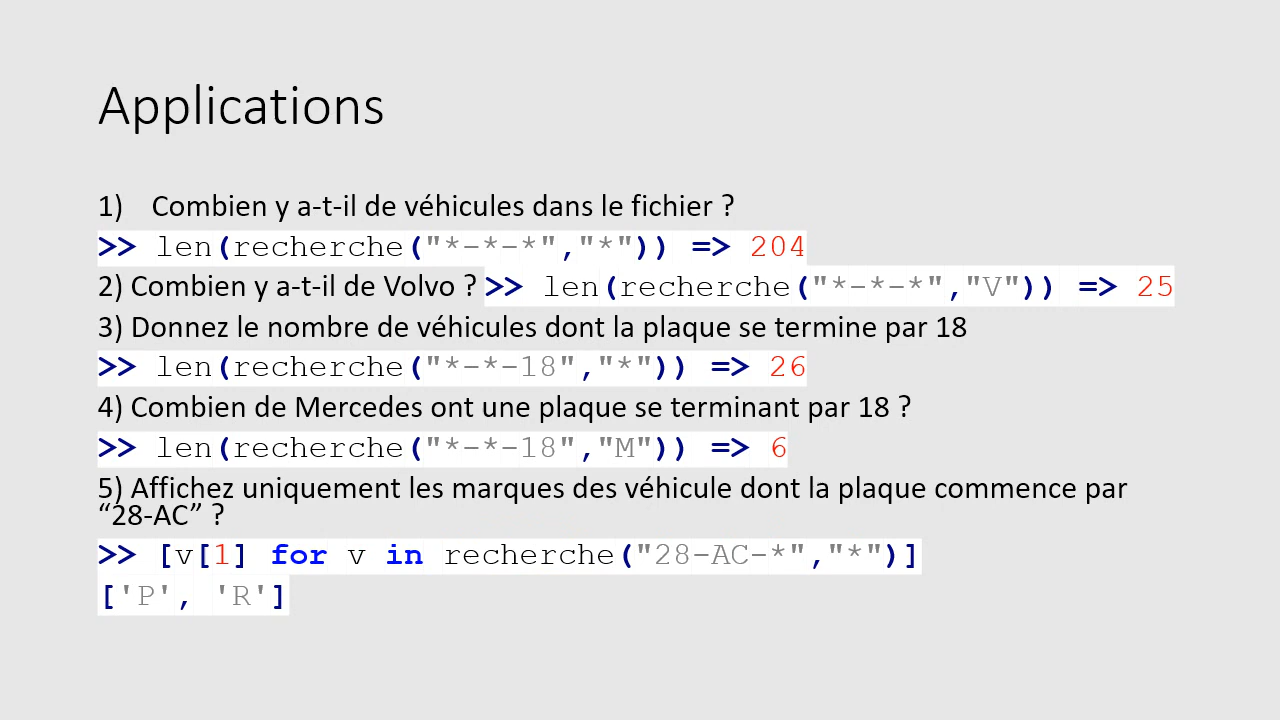 Applications
1) Combien y a-t-il de véhicules dans le fichier ?
>> len(recherche("*-*-*","*")) => 204
2) Combien y a-t-il de Volvo ? >> len(recherche("*-*-*","V")) => 25
3) Donnez le nombre de véhicules dont la plaque se termine par 18
>> len(recherche("*-*-18","*")) => 26
4) Combien de Mercedes ont une plaque se terminant par 18 ?
>> len(recherche("*-*-18","M")) => 6
5) Affichez uniquement les marques des véhicule dont la plaque commence par
“28-AC” ?
>> [v[1] for v in recherche("28-AC-*","*")]
['P', 'R']